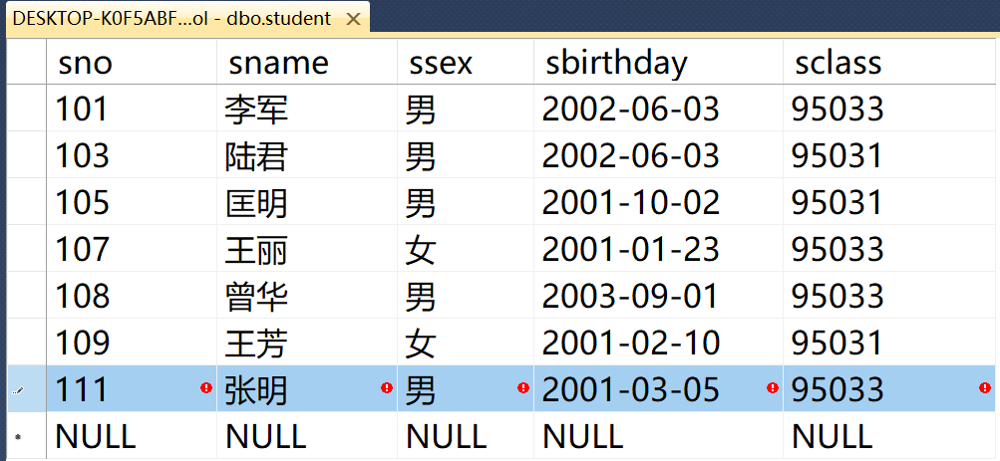 DESKTOP-K0F5ABF...ol - dbo.student
sno sname ssex sbirthday sclass
101 李军 男 2002-06-03 95033
103 陆君 男 2002-06-03 95031
105 匡明 男 2001-10-02 95031
107 王丽 女 2001-01-23 95033
108 曾华 男 2003-09-01 95033
109 王芳 女 2001-02-10 95031
111 张明 男 2001-03-05 95033
NULL NULL NULL NULL NULL